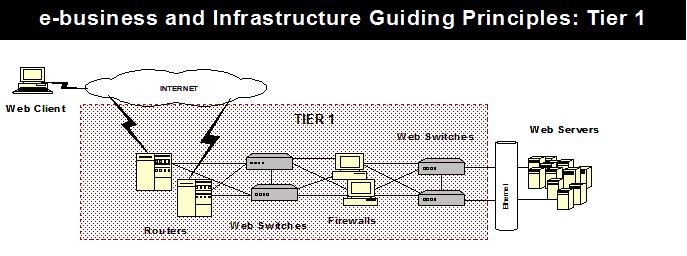 e-business and Infrastructure Guiding Principles: Tier 1
INTERNET
Web Client
TIER 1
Web Switches
Web Servers
Ethernet
Firewalls
Web Switches
Routers